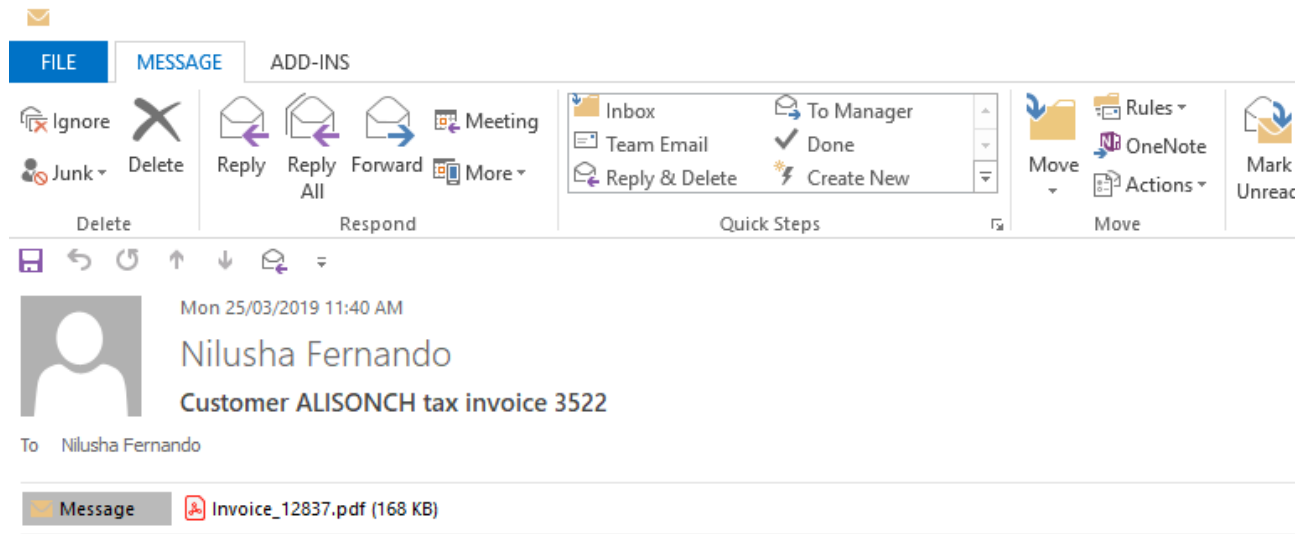 FILE MESSAGE ADD-INS
Ignore
Junk
Delete
Delete
Reply
Reply All
Forward
Meeting
More
Respond
Inbox
Team Email
Reply & Delete
To Manager
Done
Create New
Quick Steps
Move
Rules
OneNote
Actions
Move
Mark
Unread
Mon 25/03/2019 11:40 AM
Nilusha Fernando
Customer ALISONCH tax invoice 3522
To Nilusha Fernando
Message Invoice_12837.pdf (168 KB)